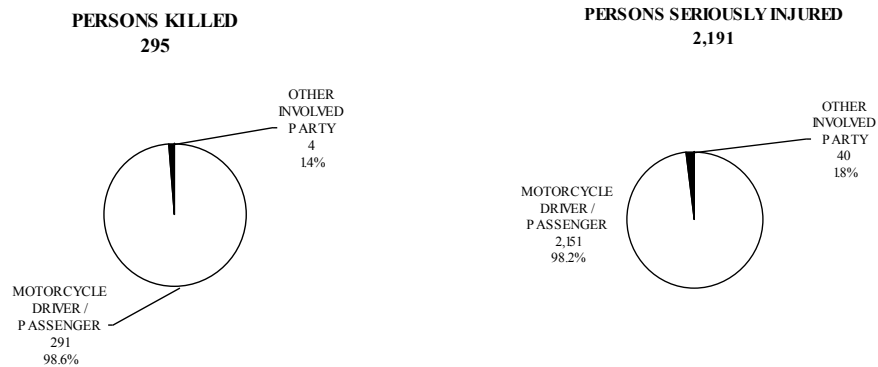 PERSONS KILLED
295
OTHER
INVOLVED
PARTY
4
1.4%
MOTORCYCLE
DRIVER /
PASSENGER
291
98.6%
PERSONS SERIOUSLY INJURED
2,191
OTHER
INVOLVED
PARTY
40
1.8%
MOTORCYCLE
DRIVER /
PASSENGER
2,151
98.2%